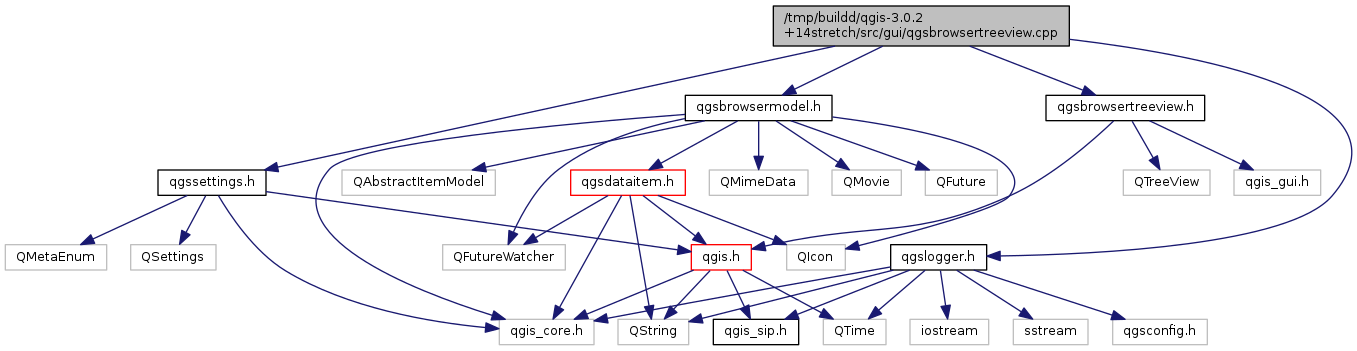 /tmp/buildd/qgis-3.0.2
+14stretch/src/gui/qgsbrowsertreeview.cpp
qgsbrowsermodel.h
qgsbrowsertreeview.h
qgssettings.h
QAbstractItemModel
qgsdataitem.h
QMimeData
QMovie
QFuture
QTreeView
qgis_gui.h
QMetaEnum
QSettings
QFutureWatcher
qgis.h
QIcon
qgslogger.h
qgis_core.h
QString
qgis_sip.h
QTime
iostream
sstream
qgsconfig.h